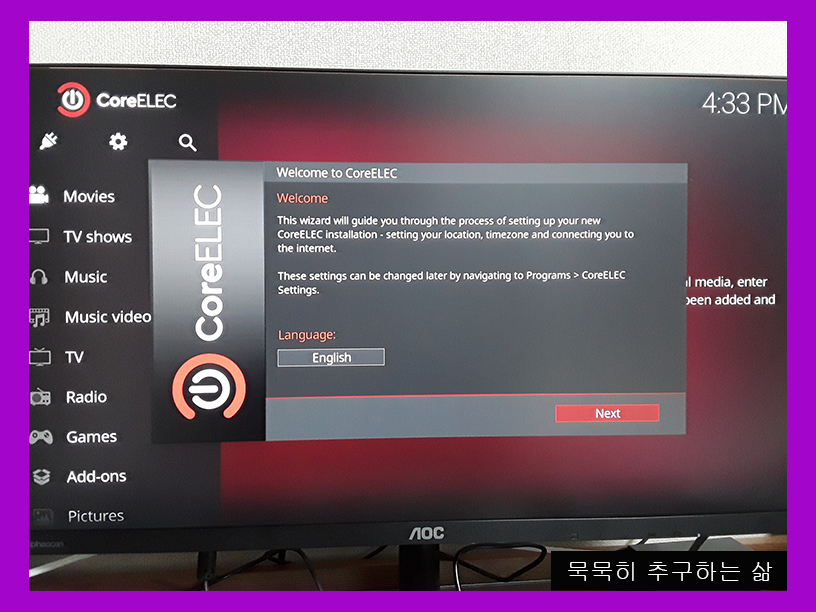 CoreELEC
4:33 PM
Movies
TV shows
Music
Music video
TV
Radio
Games
Add-ons
Pictures
CoreELEC
Welcome to CoreELEC
Welcome
This wizard will guide you through the process of setting up your new
CoreELEC installation - setting your location, timezone and connecting you to
the internet.
These settings can be changed later by navigating to Programs > CoreELEC
Settings.
Language:
English
Next
l media, enter
been added and
AOC
묵묵히 추구하는 삶